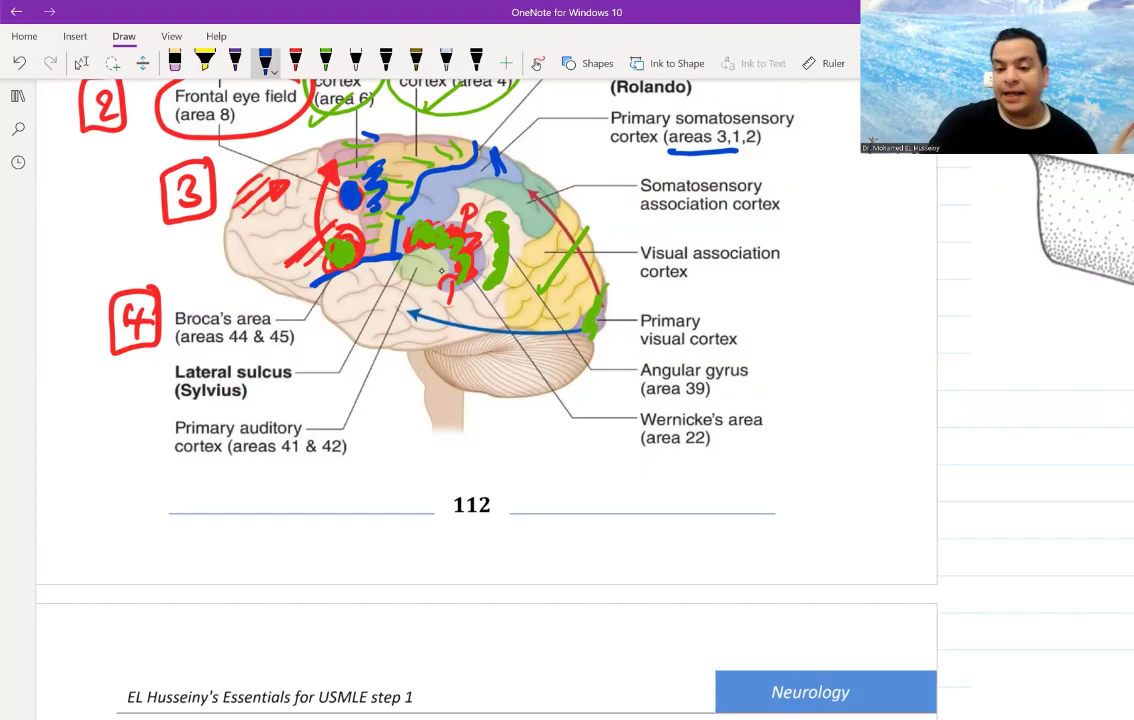 OneNote for Windows 10
Home Insert Draw View Help
Shapes Ink to Shape Ink to Text Ruler
Dr. Mohamed EL Husseiny
2
Frontal eye field
(area 8)
cortex
(area 6)
cortex (area 4)
(Rolando)
Primary somatosensory
cortex (areas 3,1,2)
3
Somatosensory
association cortex
P
Visual association
cortex
T
4
Broca's area
(areas 44 & 45)
Primary
visual cortex
Lateral sulcus
(Sylvius)
Angular gyrus
(area 39)
Primary auditory
cortex (areas 41 & 42)
Wernicke's area
(area 22)
112
EL Husseiny's Essentials for USMLE step 1
Neurology